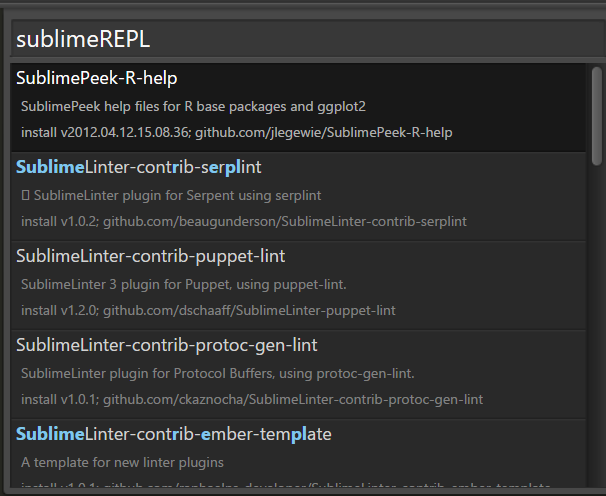 sublimeREPL
SublimePeek-R-help
SublimePeek help files for R base packages and ggplot2
install v2012.04.12.15.08.36; github.com/jlegewie/SublimePeek-R-help
SublimeLinter-contrib-serplint
SublimeLinter plugin for Serpent using serplint
install v1.0.2; github.com/beaugunderson/SublimeLinter-contrib-serplint
SublimeLinter-contrib-puppet-lint
SublimeLinter 3 plugin for Puppet, using puppet-lint.
install v1.2.0; github.com/dschaaff/SublimeLinter-puppet-lint
SublimeLinter-contrib-protoc-gen-lint
SublimeLinter plugin for Protocol Buffers, using protoc-gen-lint.
install v1.0.1; github.com/ckaznocha/SublimeLinter-contrib-protoc-gen-lint
SublimeLinter-contrib-ember-template
A template for new linter plugins